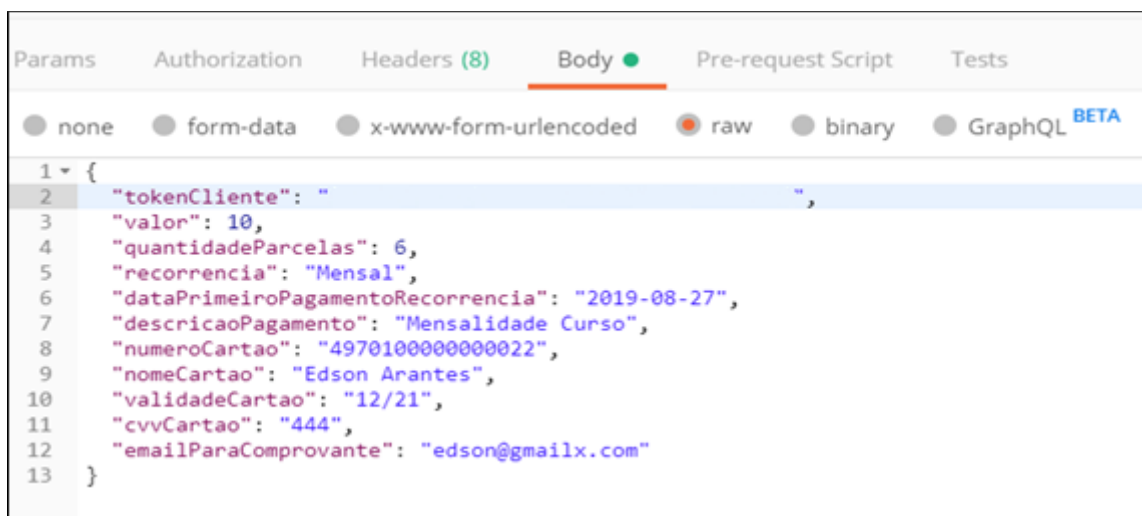 Params Authorization Headers (8) Body Pre-request Script Tests
none form-data x-www-form-urlencoded raw binary GraphQL BETA
1 {
2 "tokenCliente": " ",
3 "valor": 10,
4 "quantidadeParcelas": 6,
5 "recorrencia": "Mensal",
6 "dataPrimeiroPagamentoRecorrencia": "2019-08-27",
7 "descricaoPagamento": "Mensalidade Curso",
8 "numeroCartao": "4970100000000022",
9 "nomeCartao": "Edson Arantes",
10 "validadeCartao": "12/21",
11 "cvvCartao": "444",
12 "emailParaComprovante": "edson@gmailx.com"
13 }